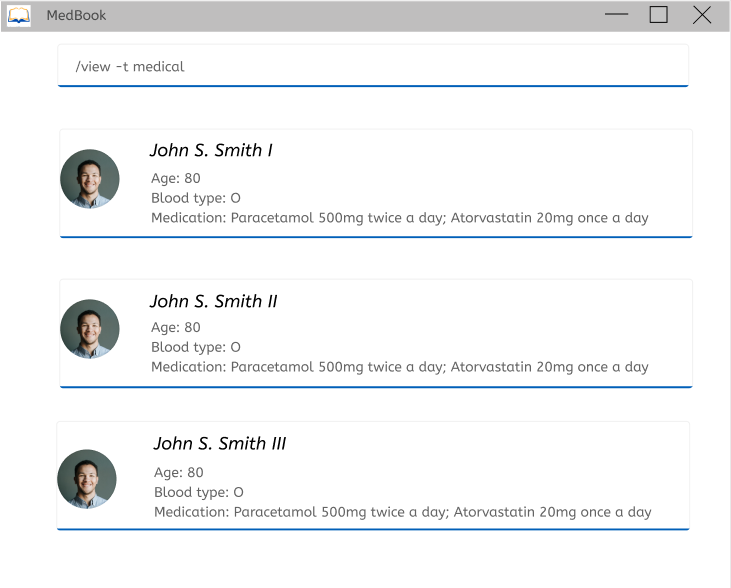 MedBook
/view -t medical
John S. Smith I
Age: 80
Blood type: O
Medication: Paracetamol 500mg twice a day; Atorvastatin 20mg once a day
John S. Smith II
Age: 80
Blood type: O
Medication: Paracetamol 500mg twice a day; Atorvastatin 20mg once a day
John S. Smith III
Age: 80
Blood type: O
Medication: Paracetamol 500mg twice a day; Atorvastatin 20mg once a day